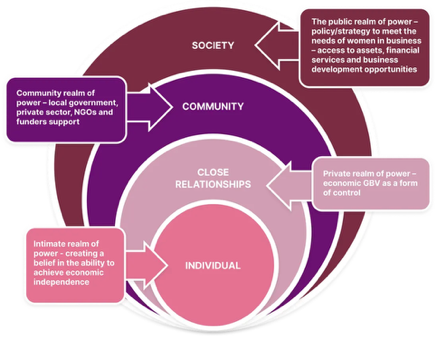 The public realm of power –
policy/strategy to meet the
needs of women in business
– access to assets, financial
services and business
development opportunities
SOCIETY
Community realm of
power – local government,
private sector, NGOs and
funders support
COMMUNITY
CLOSE
RELATIONSHIPS
Private realm of power –
economic GBV as a form
of control
Intimate realm of
power - creating a
belief in the ability to
achieve economic
independence
INDIVIDUAL